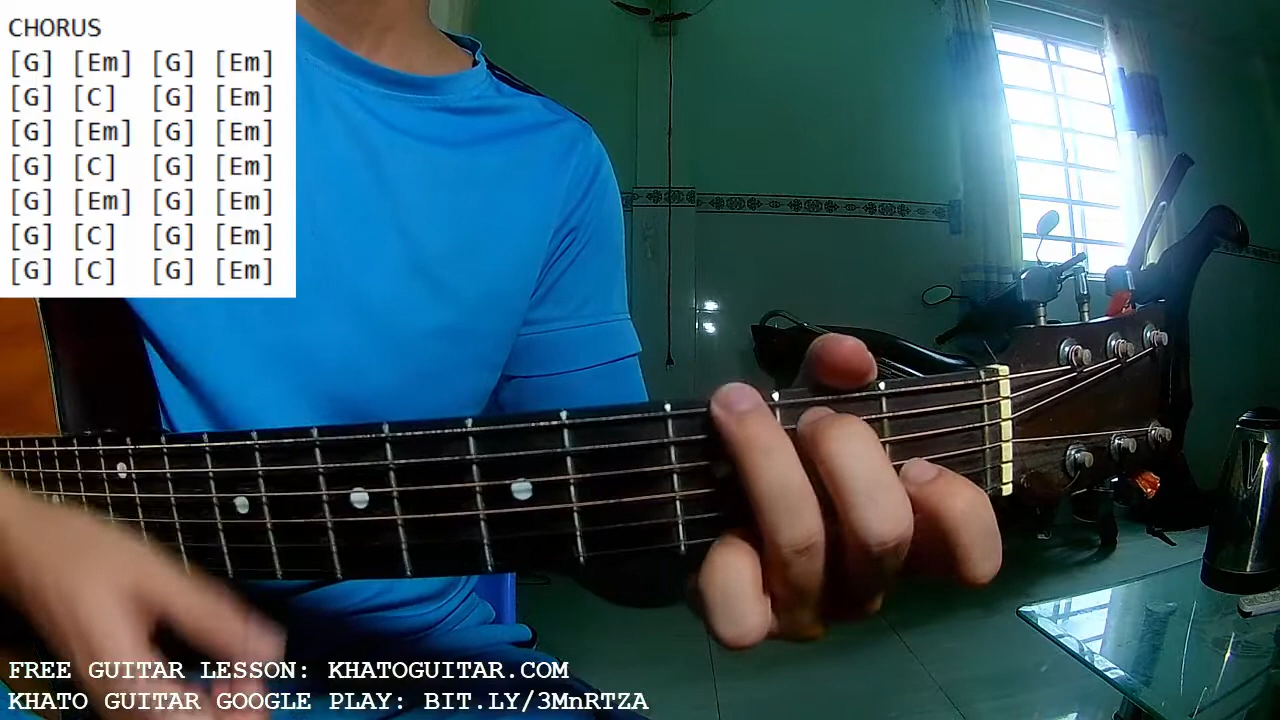 CHORUS
[G] [Em] [G] [Em]
[G] [C] [G] [Em]
[G] [Em] [G] [Em]
[G] [C] [G] [Em]
[G] [Em] [G] [Em]
[G] [C] [G] [Em]
[G] [C] [G] [Em]
FREE GUITAR LESSON: KHATOGUITAR.COM
KHATO GUITAR GOOGLE PLAY: BIT.LY/3MnRTZA